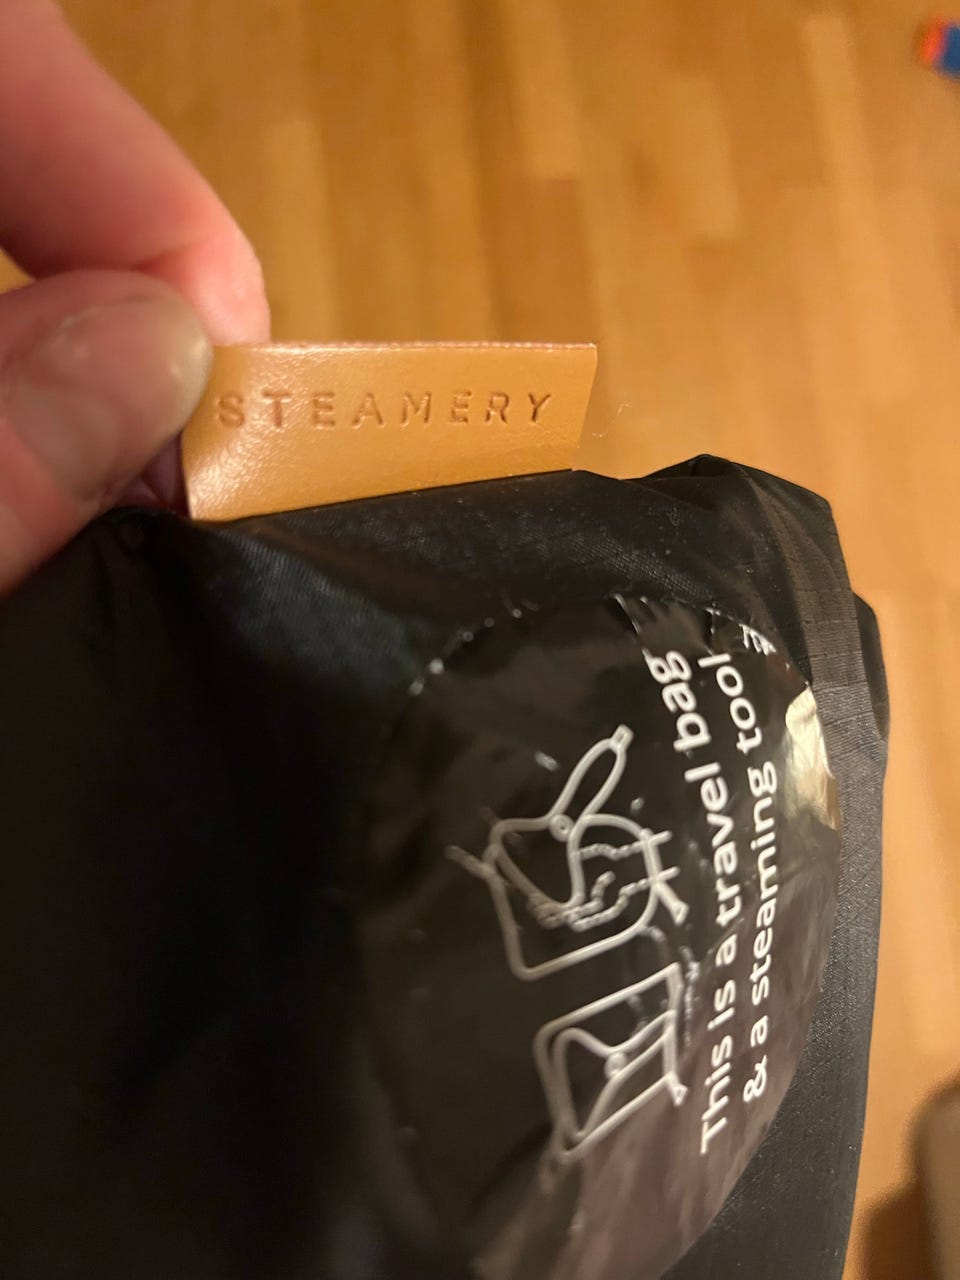 STEAMERY
This is a travel bag
& a steaming tool